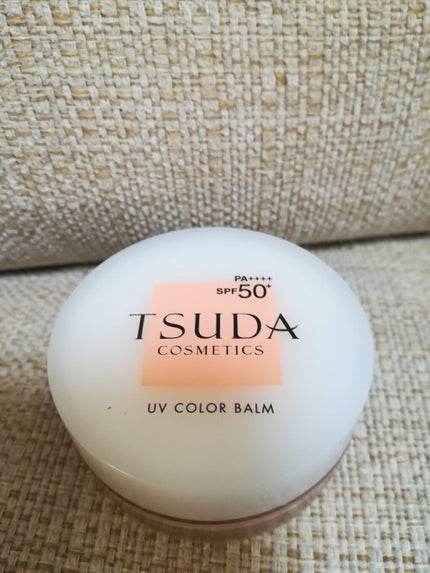 PA++++
SPF50+
TSUDA
COSMETICS
UV COLOR BALM